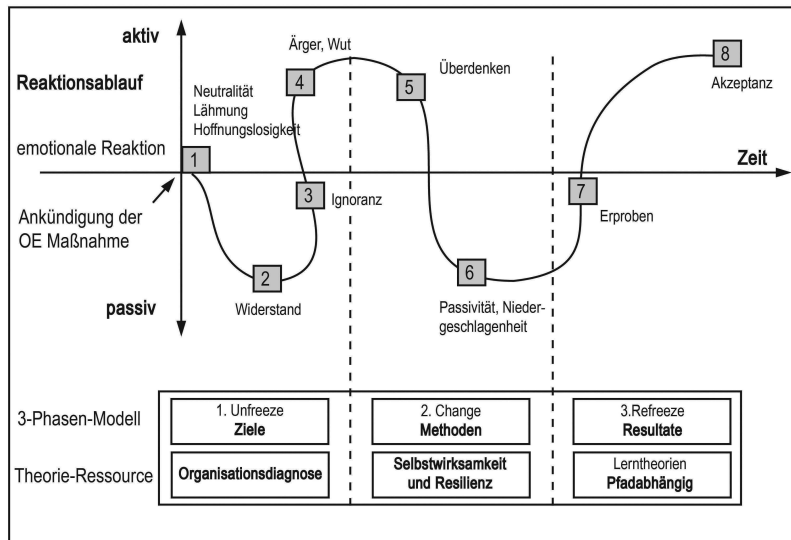 aktiv
Reaktionsablauf
emotionale Reaktion
Ankündigung der
OE Maßnahme
passiv
Zeit
1
Neutralität
Lähmung
Hoffnungslosigkeit
2
Widerstand
3
Ignoranz
4
Ärger, Wut
5
Überdenken
6
Passivität, Nieder-
geschlagenheit
7
Erproben
8
Akzeptanz
3-Phasen-Modell
1. Unfreeze
Ziele
2. Change
Methoden
3.Refreeze
Resultate
Theorie-Ressource
Organisationsdiagnose
Selbstwirksamkeit
und Resilienz
Lerntheorien
Pfadabhängig